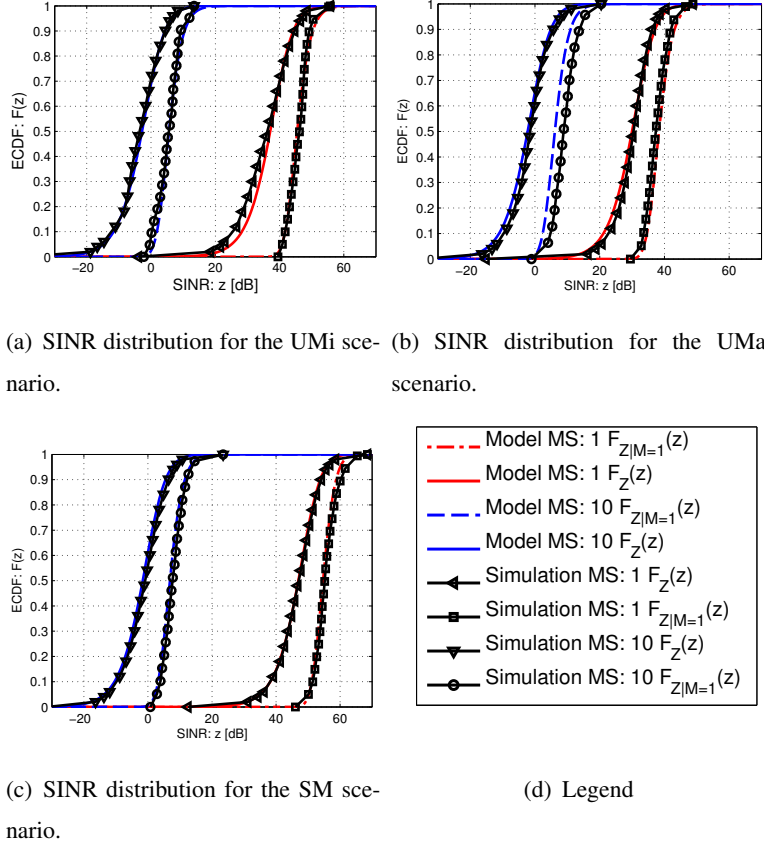 1
0.9
0.8
0.7
0.6
0.5
0.4
0.3
0.2
0.1
0
ECDF: F(z)
−20 0 20 40 60
SINR: z [dB]
(a) SINR distribution for the UMi sce-
nario.
1
0.9
0.8
0.7
0.6
0.5
0.4
0.3
0.2
0.1
0
ECDF: F(z)
−20 0 20 40 60
SINR: z [dB]
(b) SINR distribution for the UMa
scenario.
1
0.9
0.8
0.7
0.6
0.5
0.4
0.3
0.2
0.1
0
ECDF: F(z)
−20 0 20 40 60
SINR: z [dB]
(c) SINR distribution for the SM sce-
nario.
Model MS: 1 F_{Z|M=1}(z)
Model MS: 1 F_Z(z)
Model MS: 10 F_{Z|M=1}(z)
Model MS: 10 F_Z(z)
Simulation MS: 1 F_Z(z)
Simulation MS: 1 F_{Z|M=1}(z)
Simulation MS: 10 F_Z(z)
Simulation MS: 10 F_{Z|M=1}(z)
(d) Legend